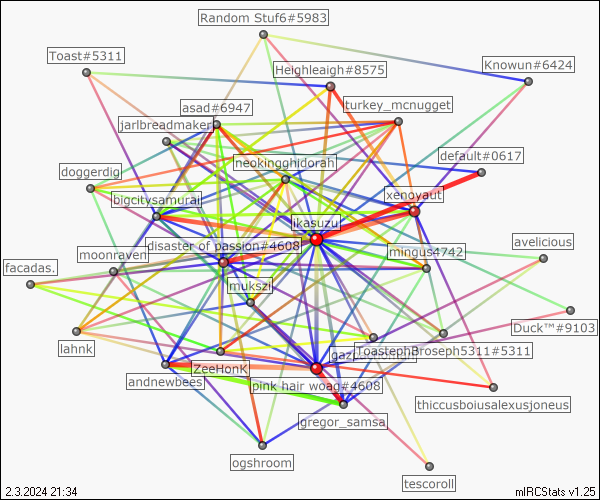 Random Stuf6#5983
Toast#5311
Knowun#6424
Heighleaigh#8575
asad#6947
turkey_mcnugget
jarlbreadmaker
default#0617
neokingghidorah
doggerdig
xenoyaut
bigcitysamurai
ikasuzu
disaster of passion#4608
avelicious
moonraven
mingus4742
facadas.
mukszi
Duck™#9103
lahnk
ToastephBroseph5311#5311
ZeeHonK
andnewbees
pink hair woag#4608
thiccusboiusalexusjoneus
gregor_samsa
ogshroom
tescoroll
2.3.2024 21:34
mIRCStats v1.25